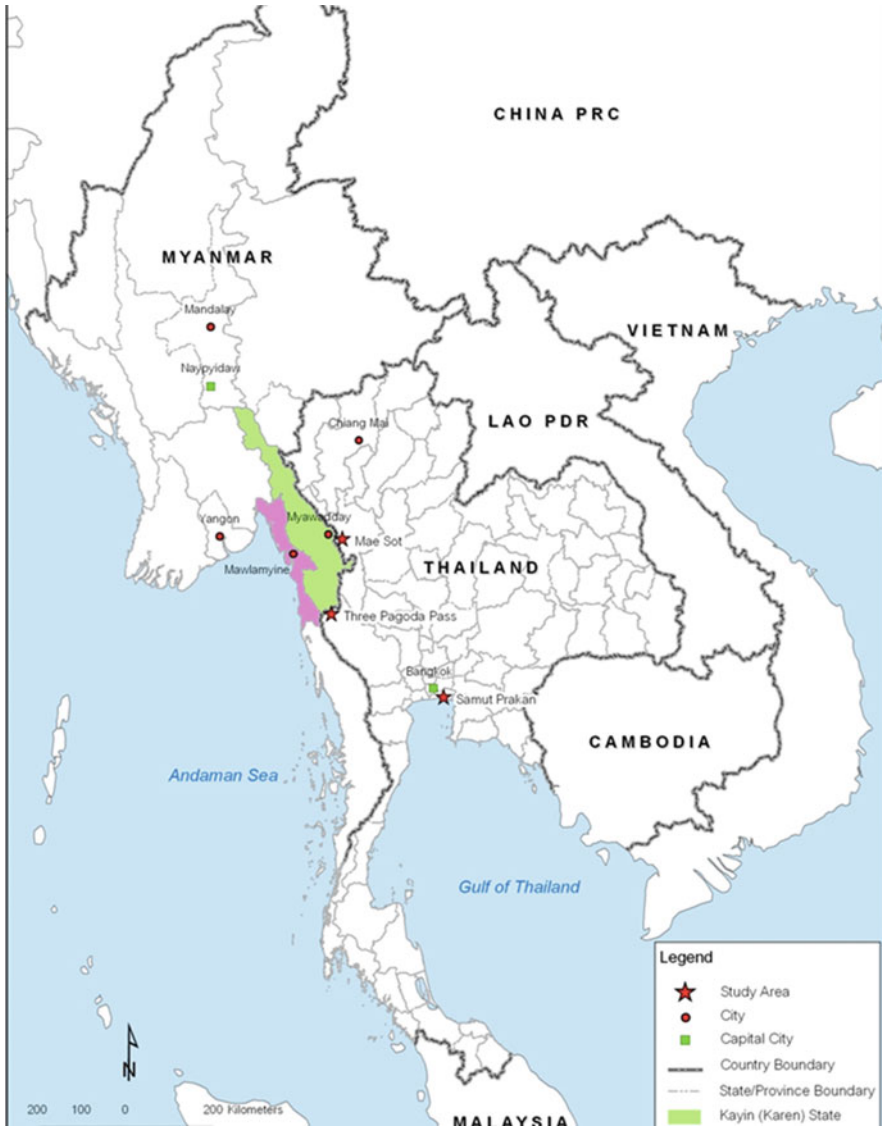 CHINA PRC
MYANMAR
Mandalay
VIETNAM
Naypyidaw
Chiang Mai
LAO PDR
Yangon
Myawadday
Mae Sot
Mawlamyine
THAILAND
Three Pagoda Pass
Bangkok
Samut Prakan
CAMBODIA
Andaman Sea
Gulf of Thailand
Legend
Study Area
City
Capital City
Country Boundary
State/Province Boundary
Kayin (Karen) State
N
200 100 0 200 Kilometers
MALAYSIA